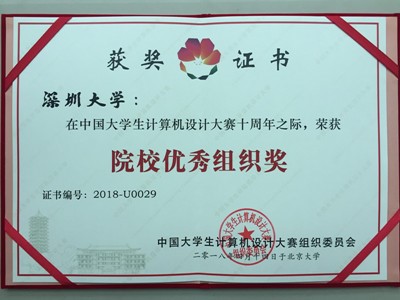 获奖证书
深圳大学：
在中国大学生计算机设计大赛十周年之际，荣获
院校优秀组织奖
证书编号：2018-U0029
中国大学生计算机设计大赛组织委员会
二零一八年四月十四日于北京大学